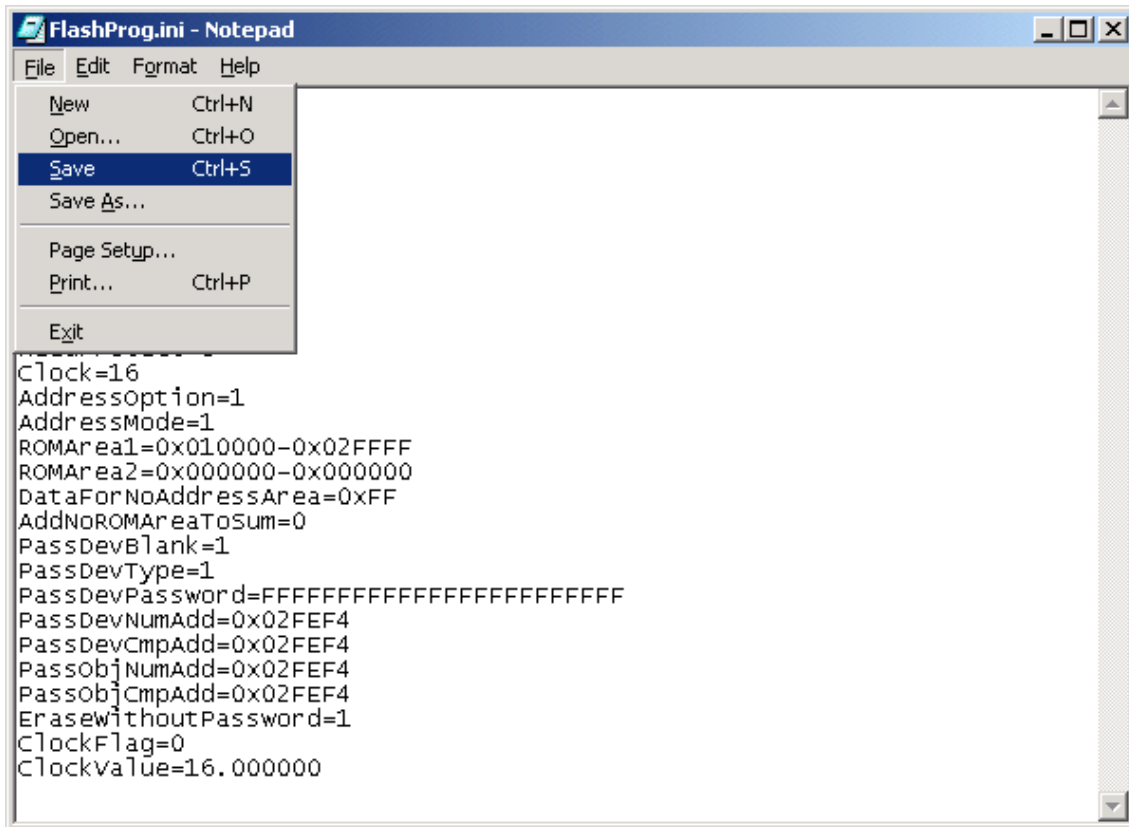 FlashProg.ini - Notepad
File Edit Format Help
New Ctrl+N
Open... Ctrl+O
Save Ctrl+S
Save As...
Page Setup...
Print... Ctrl+P
Exit
Clock=16
AddressOption=1
AddressMode=1
ROMArea1=0x010000-0x02FFFF
ROMArea2=0x000000-0x000000
DataForNoAddressArea=0xFF
AddNoROMAreaToSum=0
PassDevBlank=1
PassDevType=1
PassDevPassword=FFFFFFFFFFFFFFFFFFFFFFFF
PassDevNumAdd=0x02FEF4
PassDevCmpAdd=0x02FEF4
PassObjNumAdd=0x02FEF4
PassObjCmpAdd=0x02FEF4
EraseWithoutPassword=1
ClockFlag=0
ClockValue=16.000000